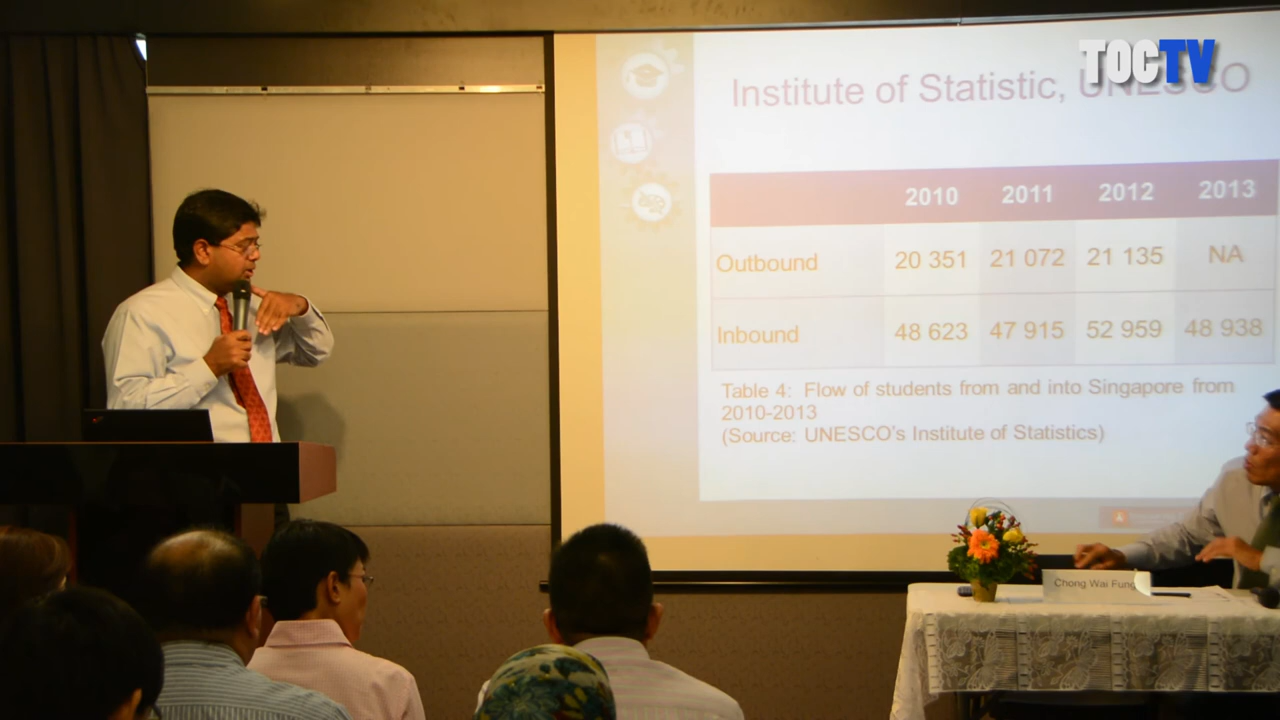 TOCTV
Institute of Statistic, UNESCO
2010 2011 2012 2013
Outbound 20 351 21 072 21 135 NA
Inbound 48 623 47 915 52 959 48 938
Table 4: Flow of students from and into Singapore from
2010-2013
(Source: UNESCO's Institute of Statistics)
Chong Wai Fung